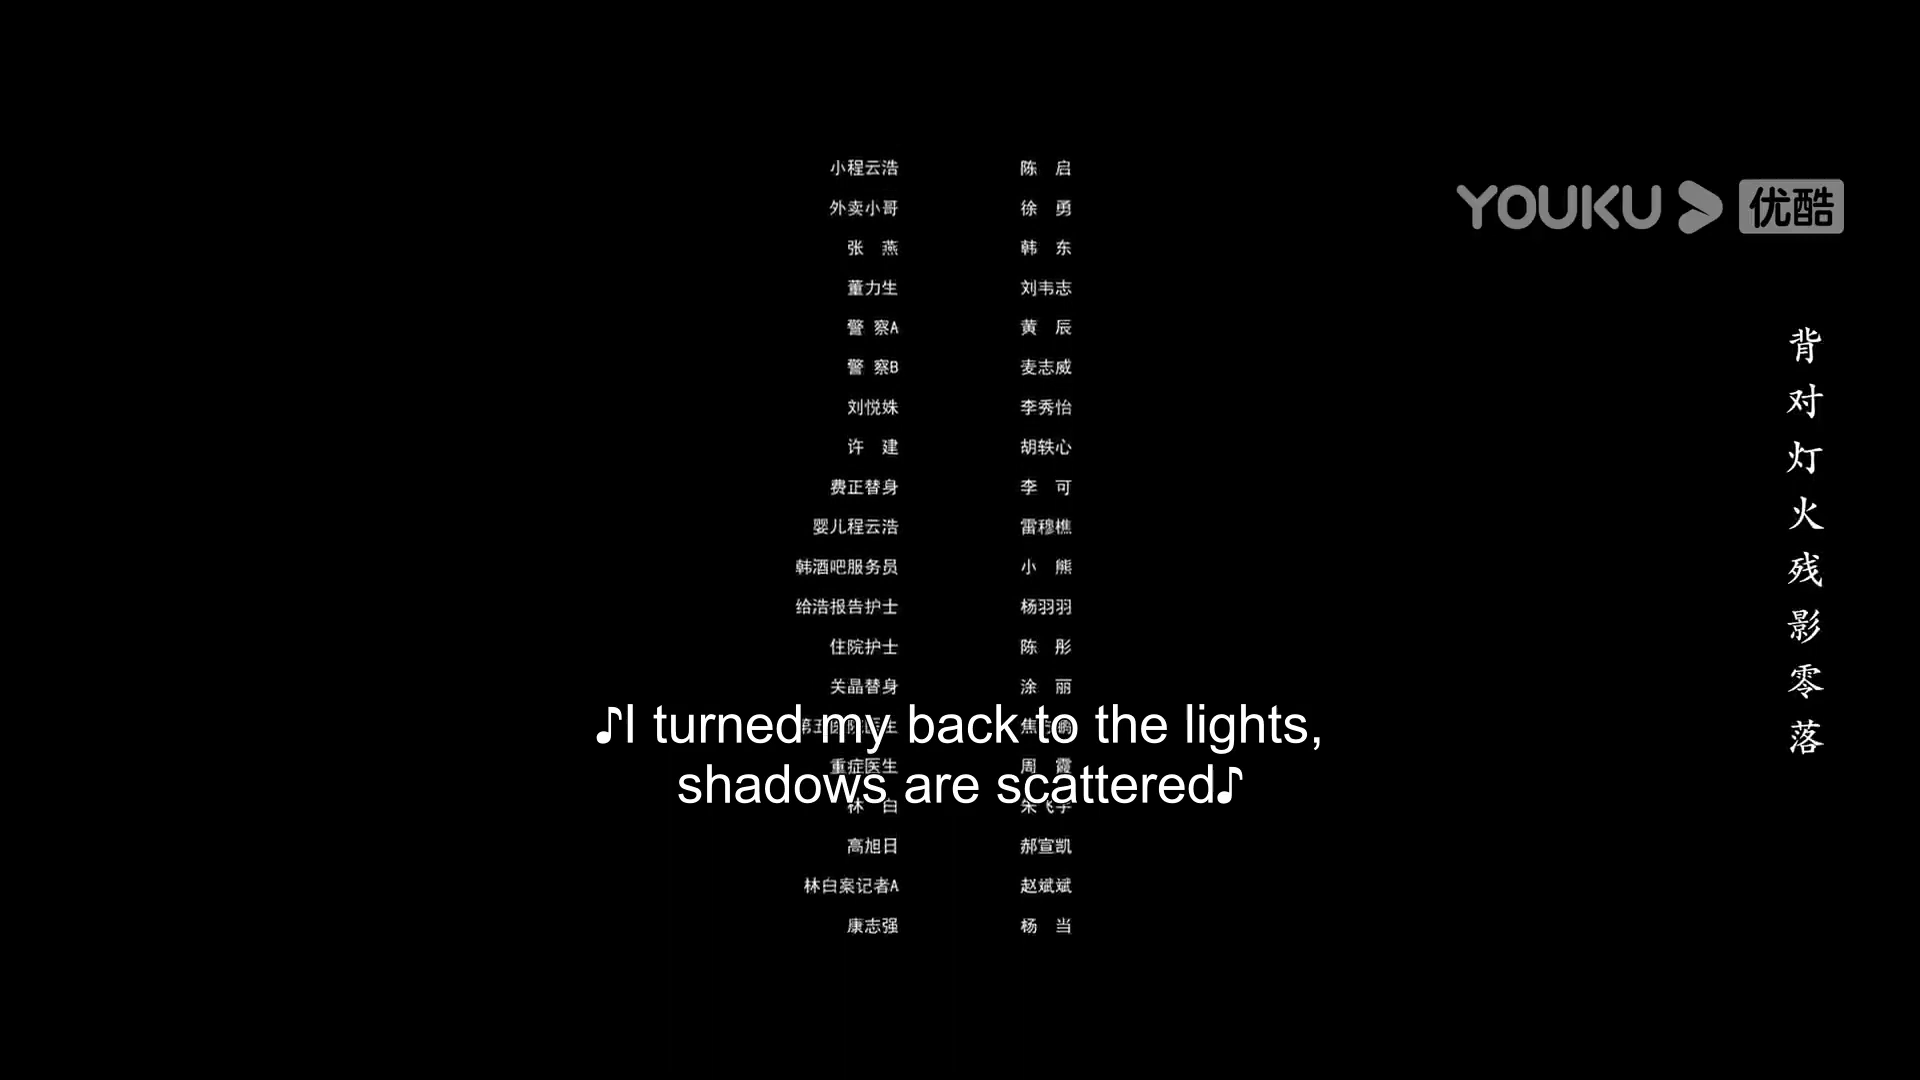 小程云浩 陈 启
YOUKU 优酷
外卖小哥 徐 勇
张 燕 韩 东
董力生 刘韦志
警 察A 黄 辰
警 察B 麦志威
刘悦姝 李秀怡
许 建 胡轶心
费正替身 李 可
婴儿程云浩 雷穆樵
韩酒吧服务员 小 熊
给浩报告护士 杨羽羽
住院护士 陈 彤
关晶替身 涂 丽
♪I turned my back to the lights,
重症医生 周 霞
shadows are scattered♪
林 白
高旭日 郝宣凯
林白案记者A 赵斌斌
康志强 杨 当
背对灯火残影零落